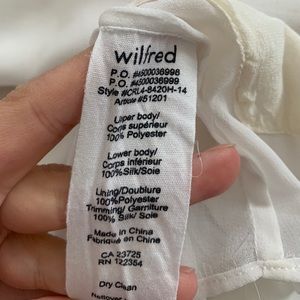 wilfred
P.O. #4500036998
P.O. #4500036999
Style #CRL4-8420H-14
Article #51201
Upper body/
Corps supérieur
100% Polyester
Lower body/
Corps inférieur
100%Silk/Soie
Lining/Doublure
100%Polyester
Trimming/ Garniture
100% Silk/ Soie
Made in China
Fabriqué en Chine
CA 23725
RN 122354
Dry Clean